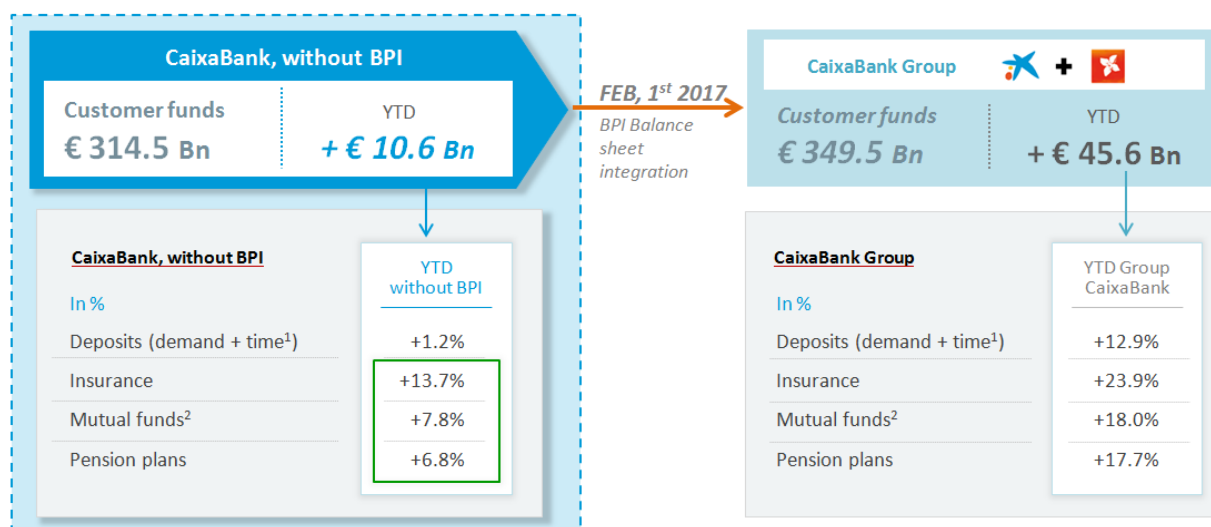 CaixaBank, without BPI
Customer funds
€ 314.5 Bn
YTD
+ € 10.6 Bn
FEB, 1st 2017
BPI Balance
sheet
integration
CaixaBank Group
+
Customer funds
€ 349.5 Bn
YTD
+ € 45.6 Bn
CaixaBank, without BPI
YTD
without BPI
In %
Deposits (demand + time1) +1.2%
Insurance +13.7%
Mutual funds2 +7.8%
Pension plans +6.8%
CaixaBank Group
YTD Group
CaixaBank
In %
Deposits (demand + time1) +12.9%
Insurance +23.9%
Mutual funds2 +18.0%
Pension plans +17.7%